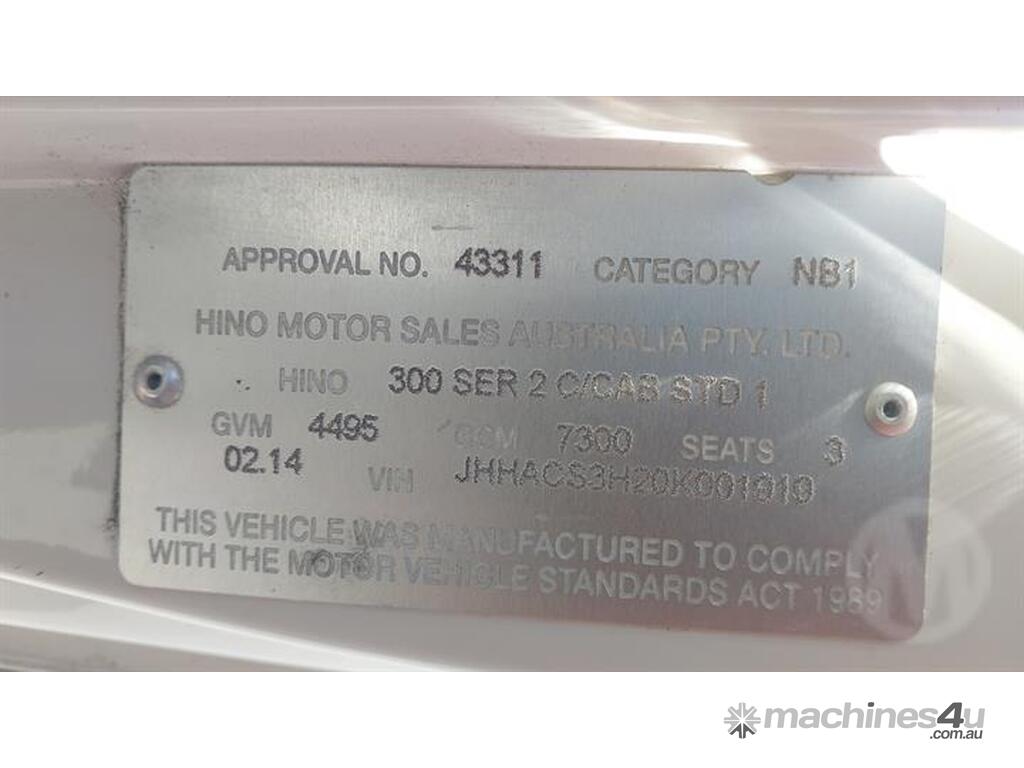 APPROVAL NO. 43311 CATEGORY NB1
HINO MOTOR SALES AUSTRALIA PTY. LTD.
HINO 300 SER 2 C/CAB STD 1
GVM 4495 GCM 7300 SEATS 3
02.14 VIN JHHACS3H20K001919
THIS VEHICLE WAS MANUFACTURED TO COMPLY
WITH THE MOTOR VEHICLE STANDARDS ACT 1989
M
machines4u
.com.au